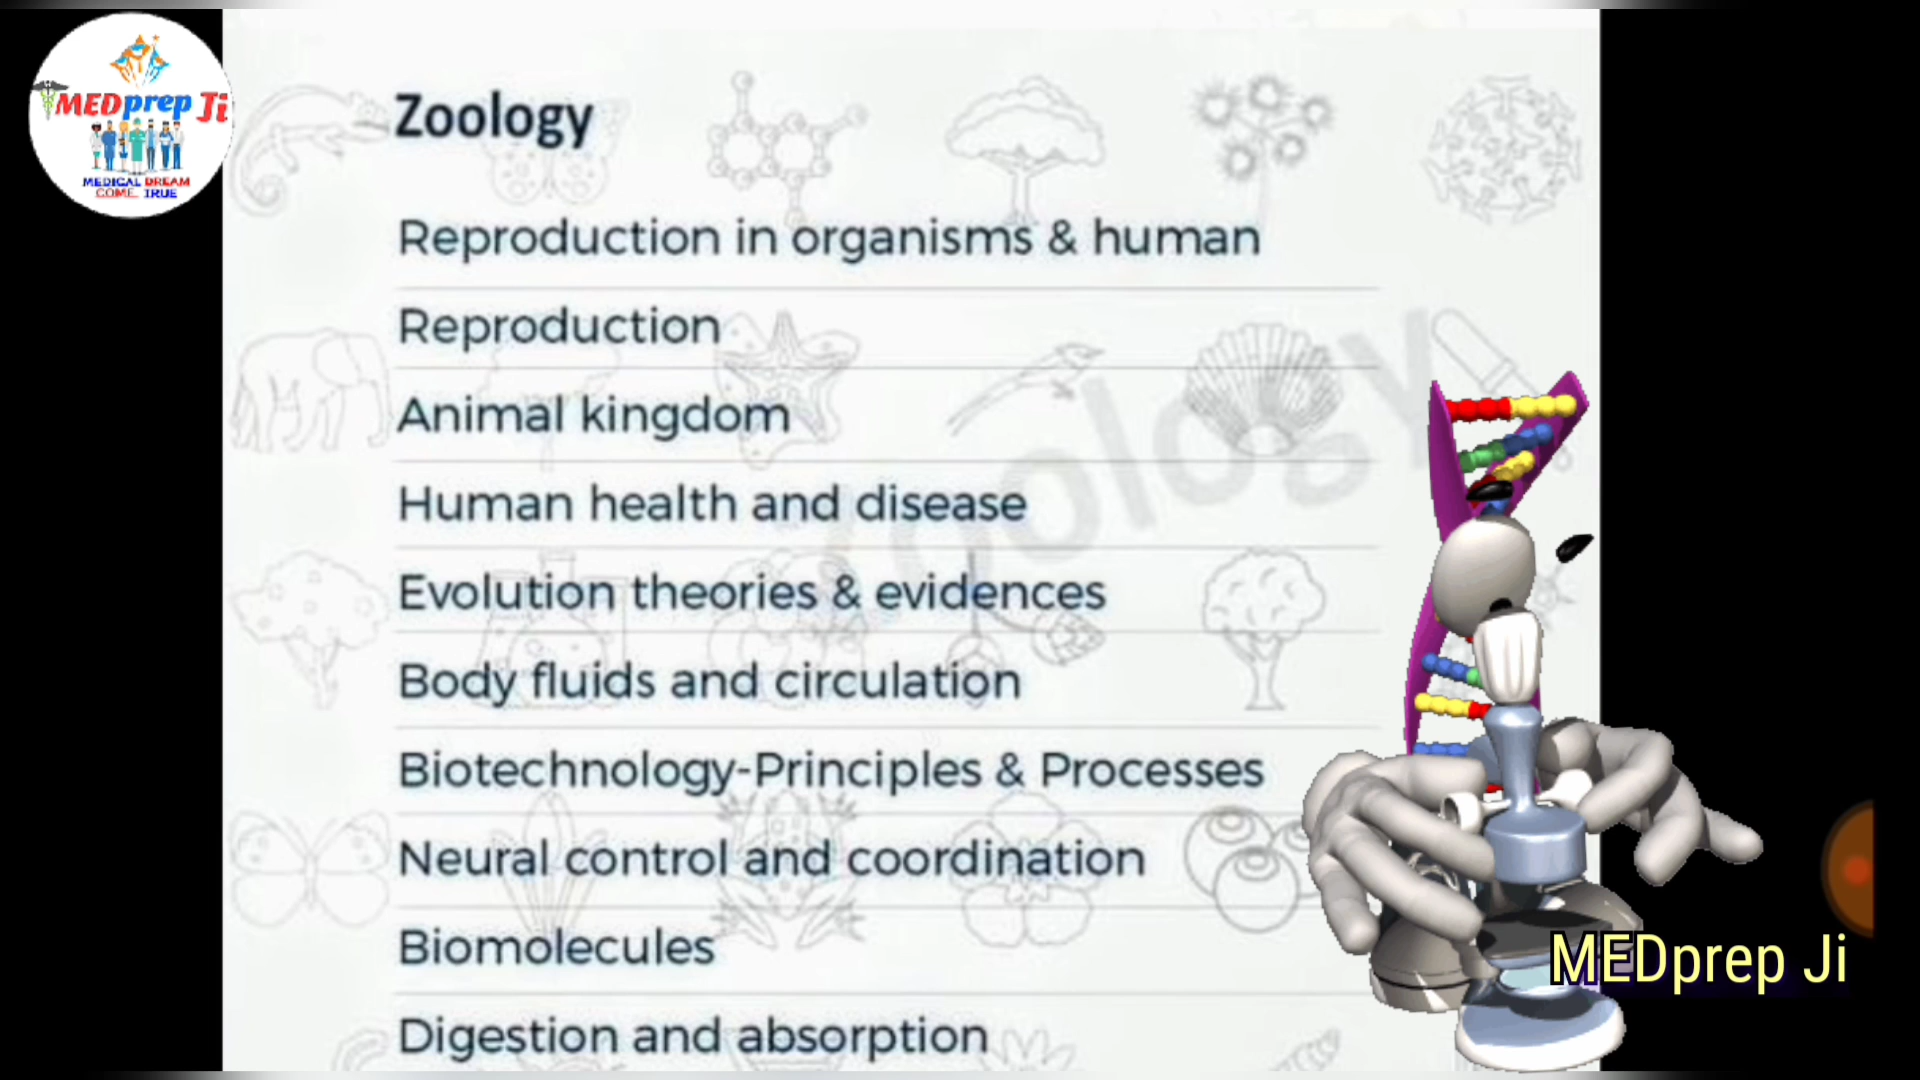 MEDprep Ji
MEDICAL DREAM
COME TRUE
Zoology
Reproduction in organisms & human
Reproduction
Animal kingdom
Human health and disease
Evolution theories & evidences
Body fluids and circulation
Biotechnology-Principles & Processes
Neural control and coordination
Biomolecules
Digestion and absorption
zoology
MEDprep Ji